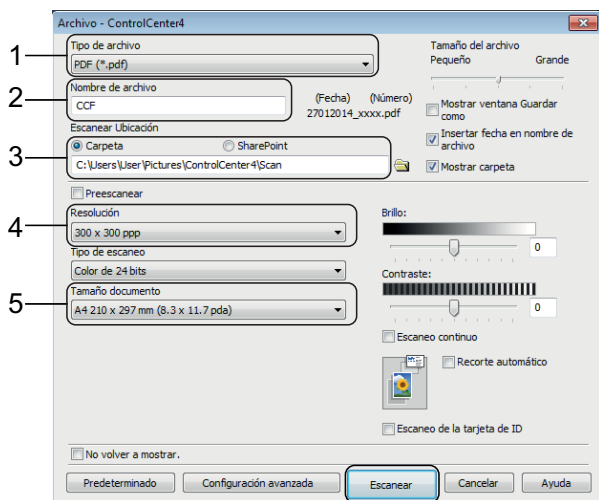 Archivo - ControlCenter4
1
Tipo de archivo
PDF (*.pdf)
Tamaño del archivo
Pequeño Grande
2
Nombre de archivo
CCF
(Fecha) (Número)
27012014_xxxx.pdf
Mostrar ventana Guardar como
Insertar fecha en nombre de archivo
Mostrar carpeta
3
Escanear Ubicación
Carpeta SharePoint
C:\Users\User\Pictures\ControlCenter4\Scan
Preescanear
4
Resolución
300 x 300 ppp
Tipo de escaneo
Color de 24 bits
5
Tamaño documento
A4 210 x 297 mm (8.3 x 11.7 pda)
Brillo:
0
Contraste:
0
Escaneo continuo
Recorte automático
Escaneo de la tarjeta de ID
No volver a mostrar.
Predeterminado Configuración avanzada Escanear Cancelar Ayuda